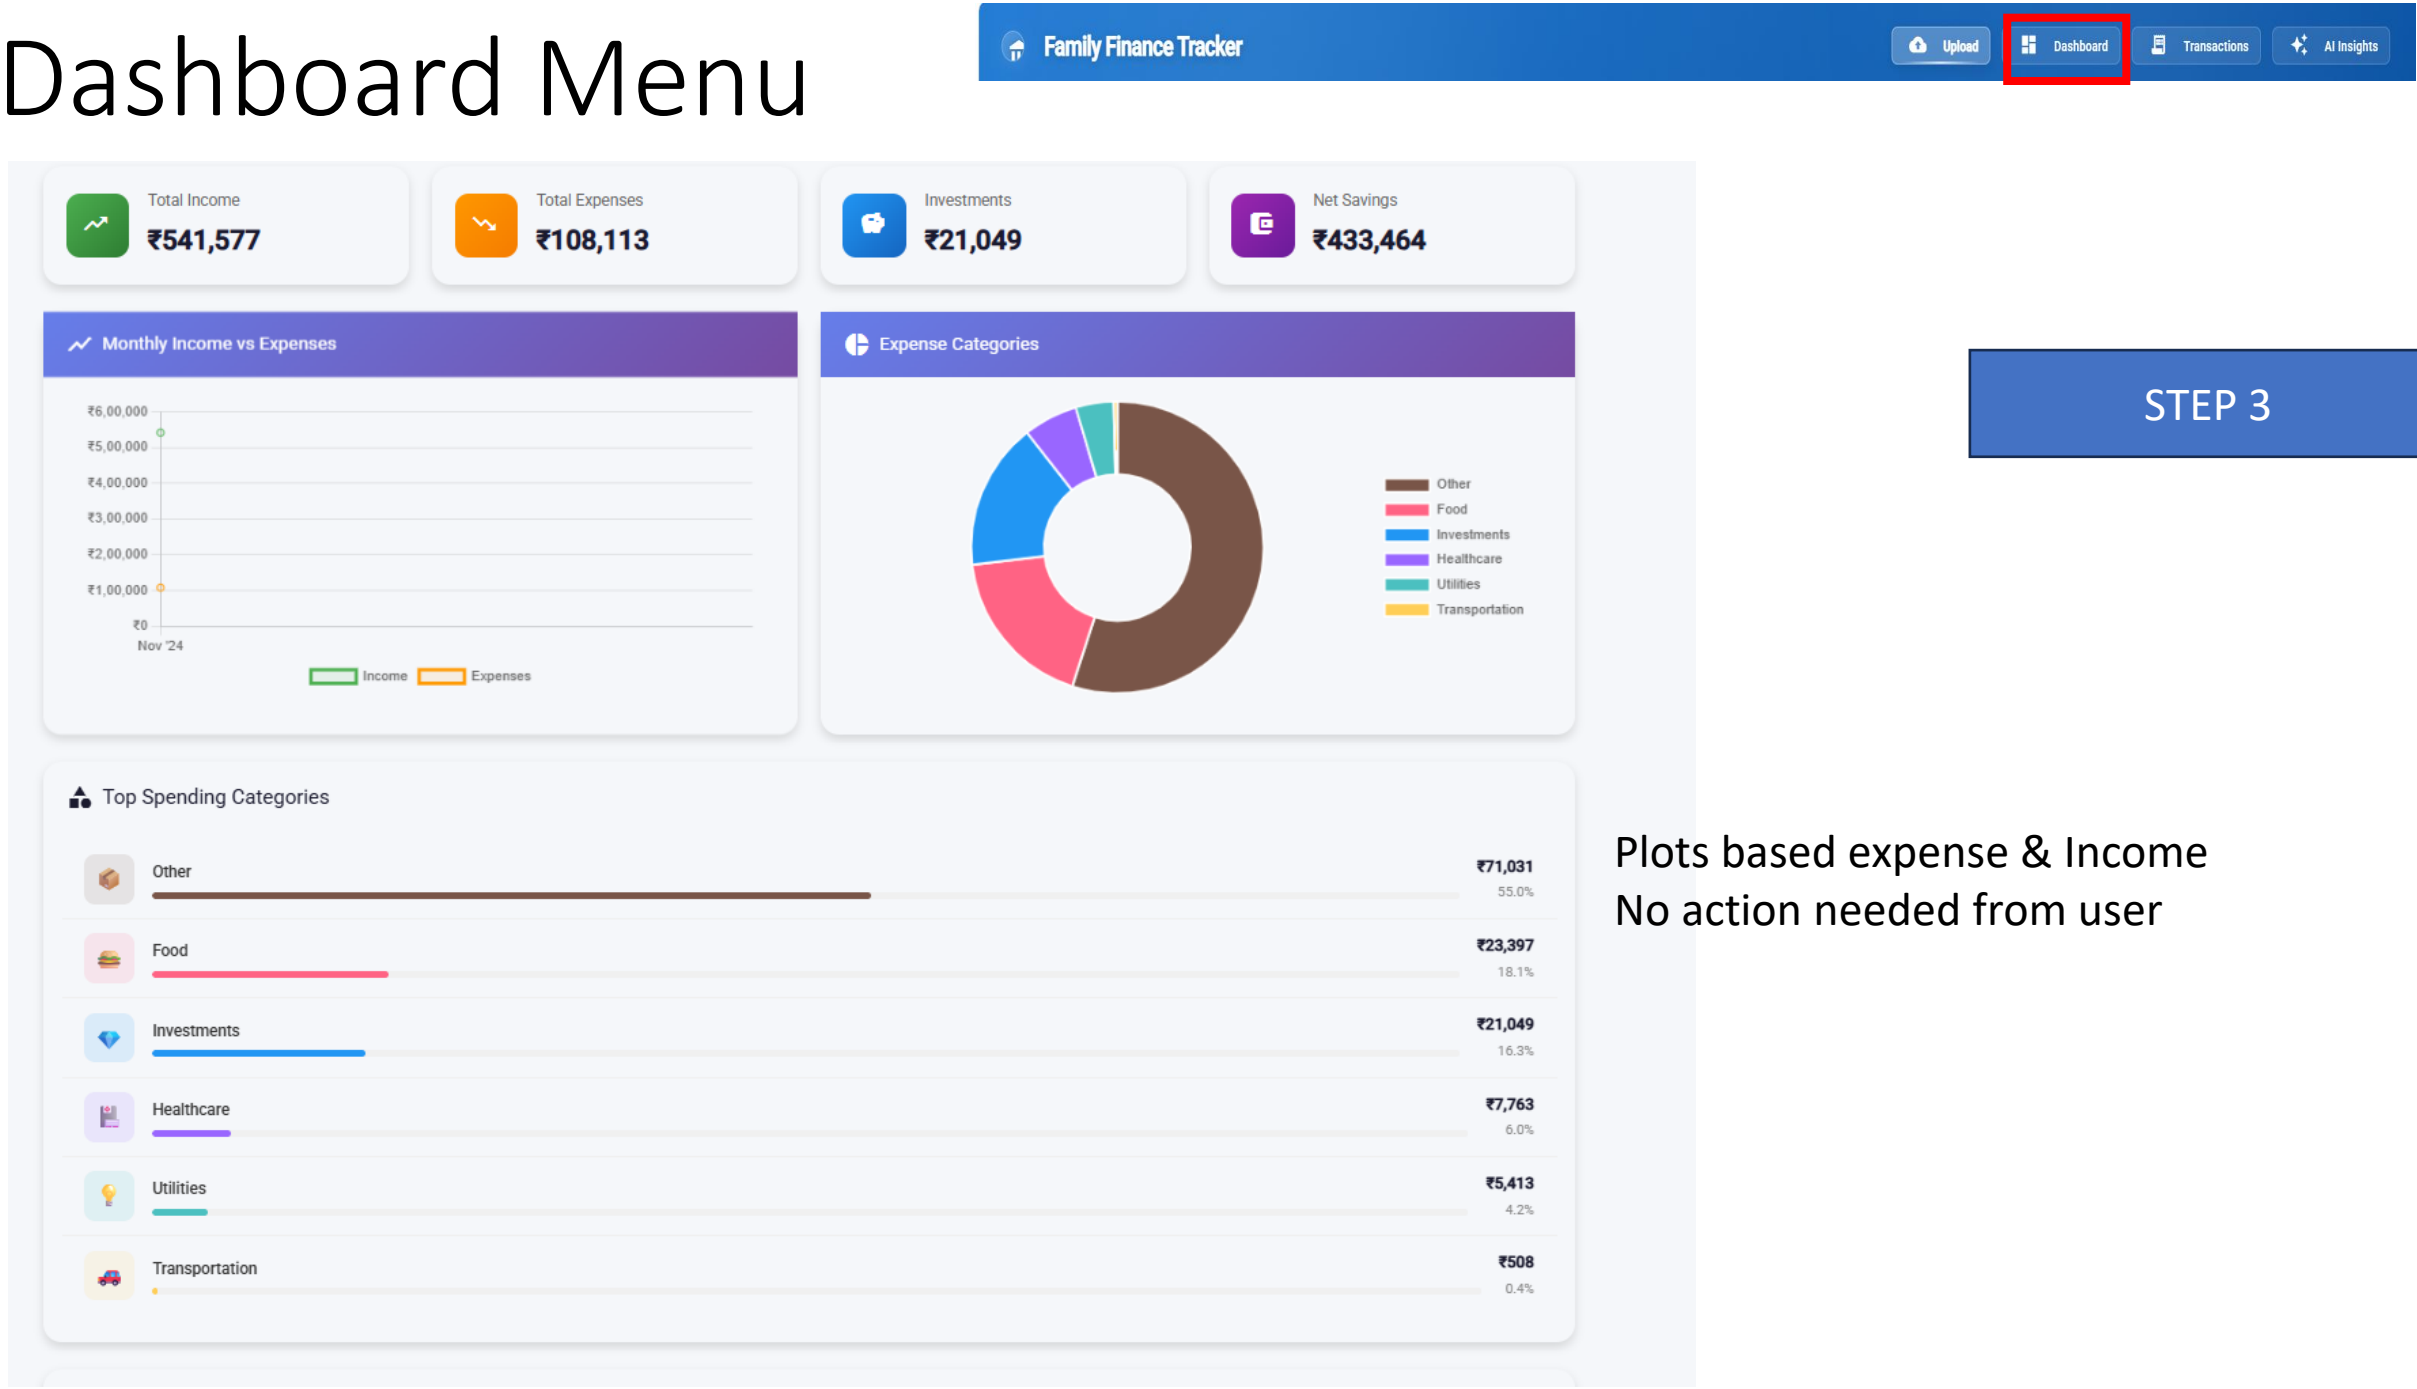 Dashboard Menu
Family Finance Tracker
Upload
Dashboard
Transactions
AI Insights
Total Income
₹541,577
Total Expenses
₹108,113
Investments
₹21,049
Net Savings
₹433,464
Monthly Income vs Expenses
₹6,00,000
₹5,00,000
₹4,00,000
₹3,00,000
₹2,00,000
₹1,00,000
₹0
Nov '24
Income
Expenses
Expense Categories
Other
Food
Investments
Healthcare
Utilities
Transportation
STEP 3
Top Spending Categories
Other
₹71,031
55.0%
Food
₹23,397
18.1%
Investments
₹21,049
16.3%
Healthcare
₹7,763
6.0%
Utilities
₹5,413
4.2%
Transportation
₹508
0.4%
Plots based expense & Income
No action needed from user